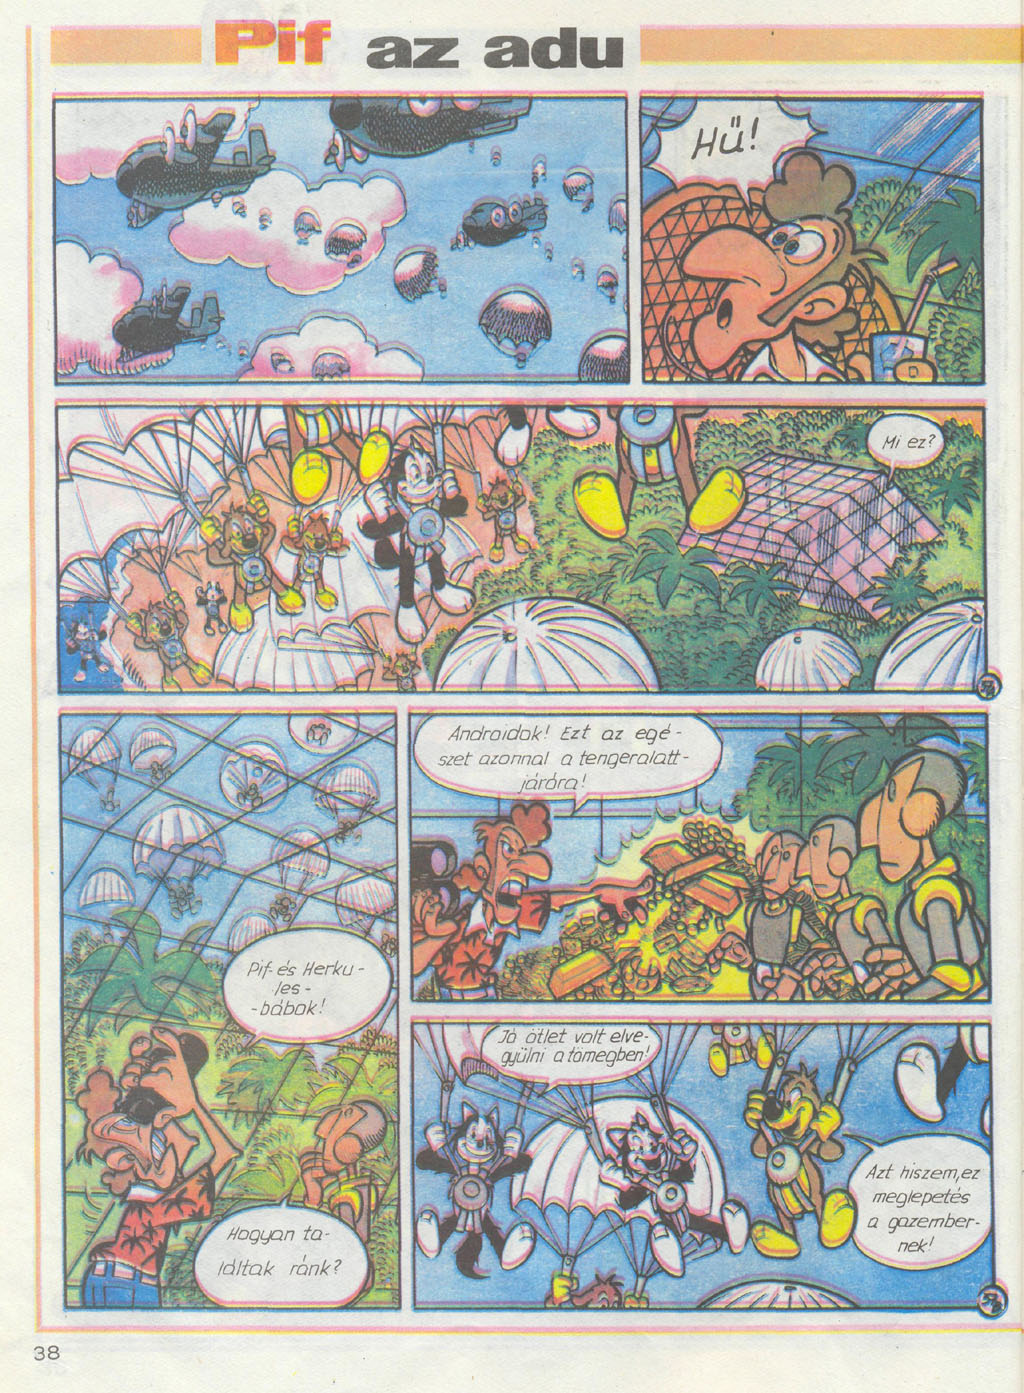 Pif az adu
Hű!
Mi ez?
Androidok! Ezt az egé-
szet azonnal a tengeralatt-
járóra!
Pif- és Herku-
les-
-bábok!
Hogyan ta-
láltak ránk?
Jó ötlet volt elve-
gyülni a tömegben!
Azt hiszem, ez
meglepetés
a gazember-
nek!
38